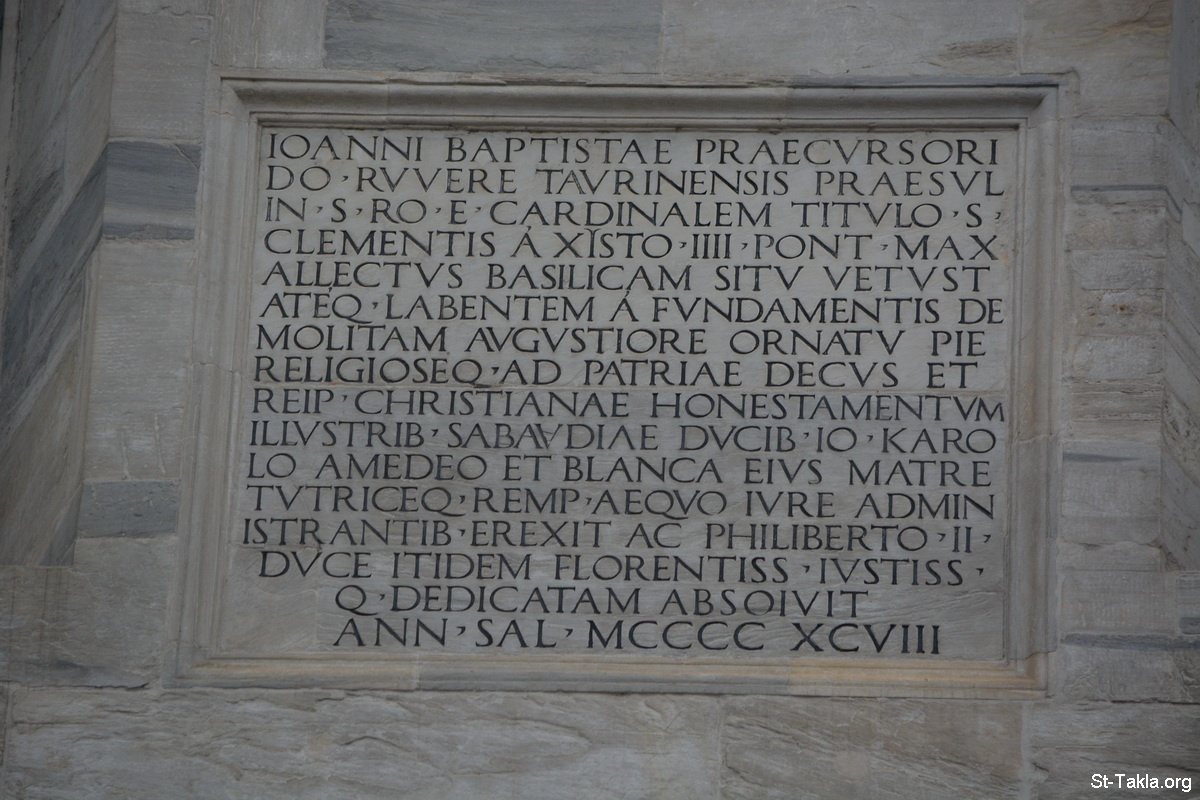 IOANNI BAPTISTAE PRAECVRSORI
DO,RVVERE TAVRINENSIS PRAESVL
IN,S,RO,E,CARDINALEM TITVLO,S,
CLEMENTIS Á XISTO,IIII,PONT,MAX
ALLECTVS BASILICAM SITV VETVST
ATEQ,LABENTEM Á FVNDAMENTIS DE
MOLITAM AVGVSTIORE ORNATV PIE
RELIGIOSEQ,AD PATRIAE DECVS ET
REIP,CHRISTIANAE HONESTAMENTVM
ILLVSTRIB,SABAVDIAE DVCIB,IO,KARO
LO AMEDEO ET BLANCA EIVS MATRE
TVTRICEQ,REMP,AEQVO IVRE ADMIN
ISTRANTIB,EREXIT AC PHILIBERTO,II,
DVCE ITIDEM FLORENTISS,IVSTISS,
Q,DEDICATAM ABSOIVIT
ANN,SAL,MCCCC XCVIII
St-Takla.org